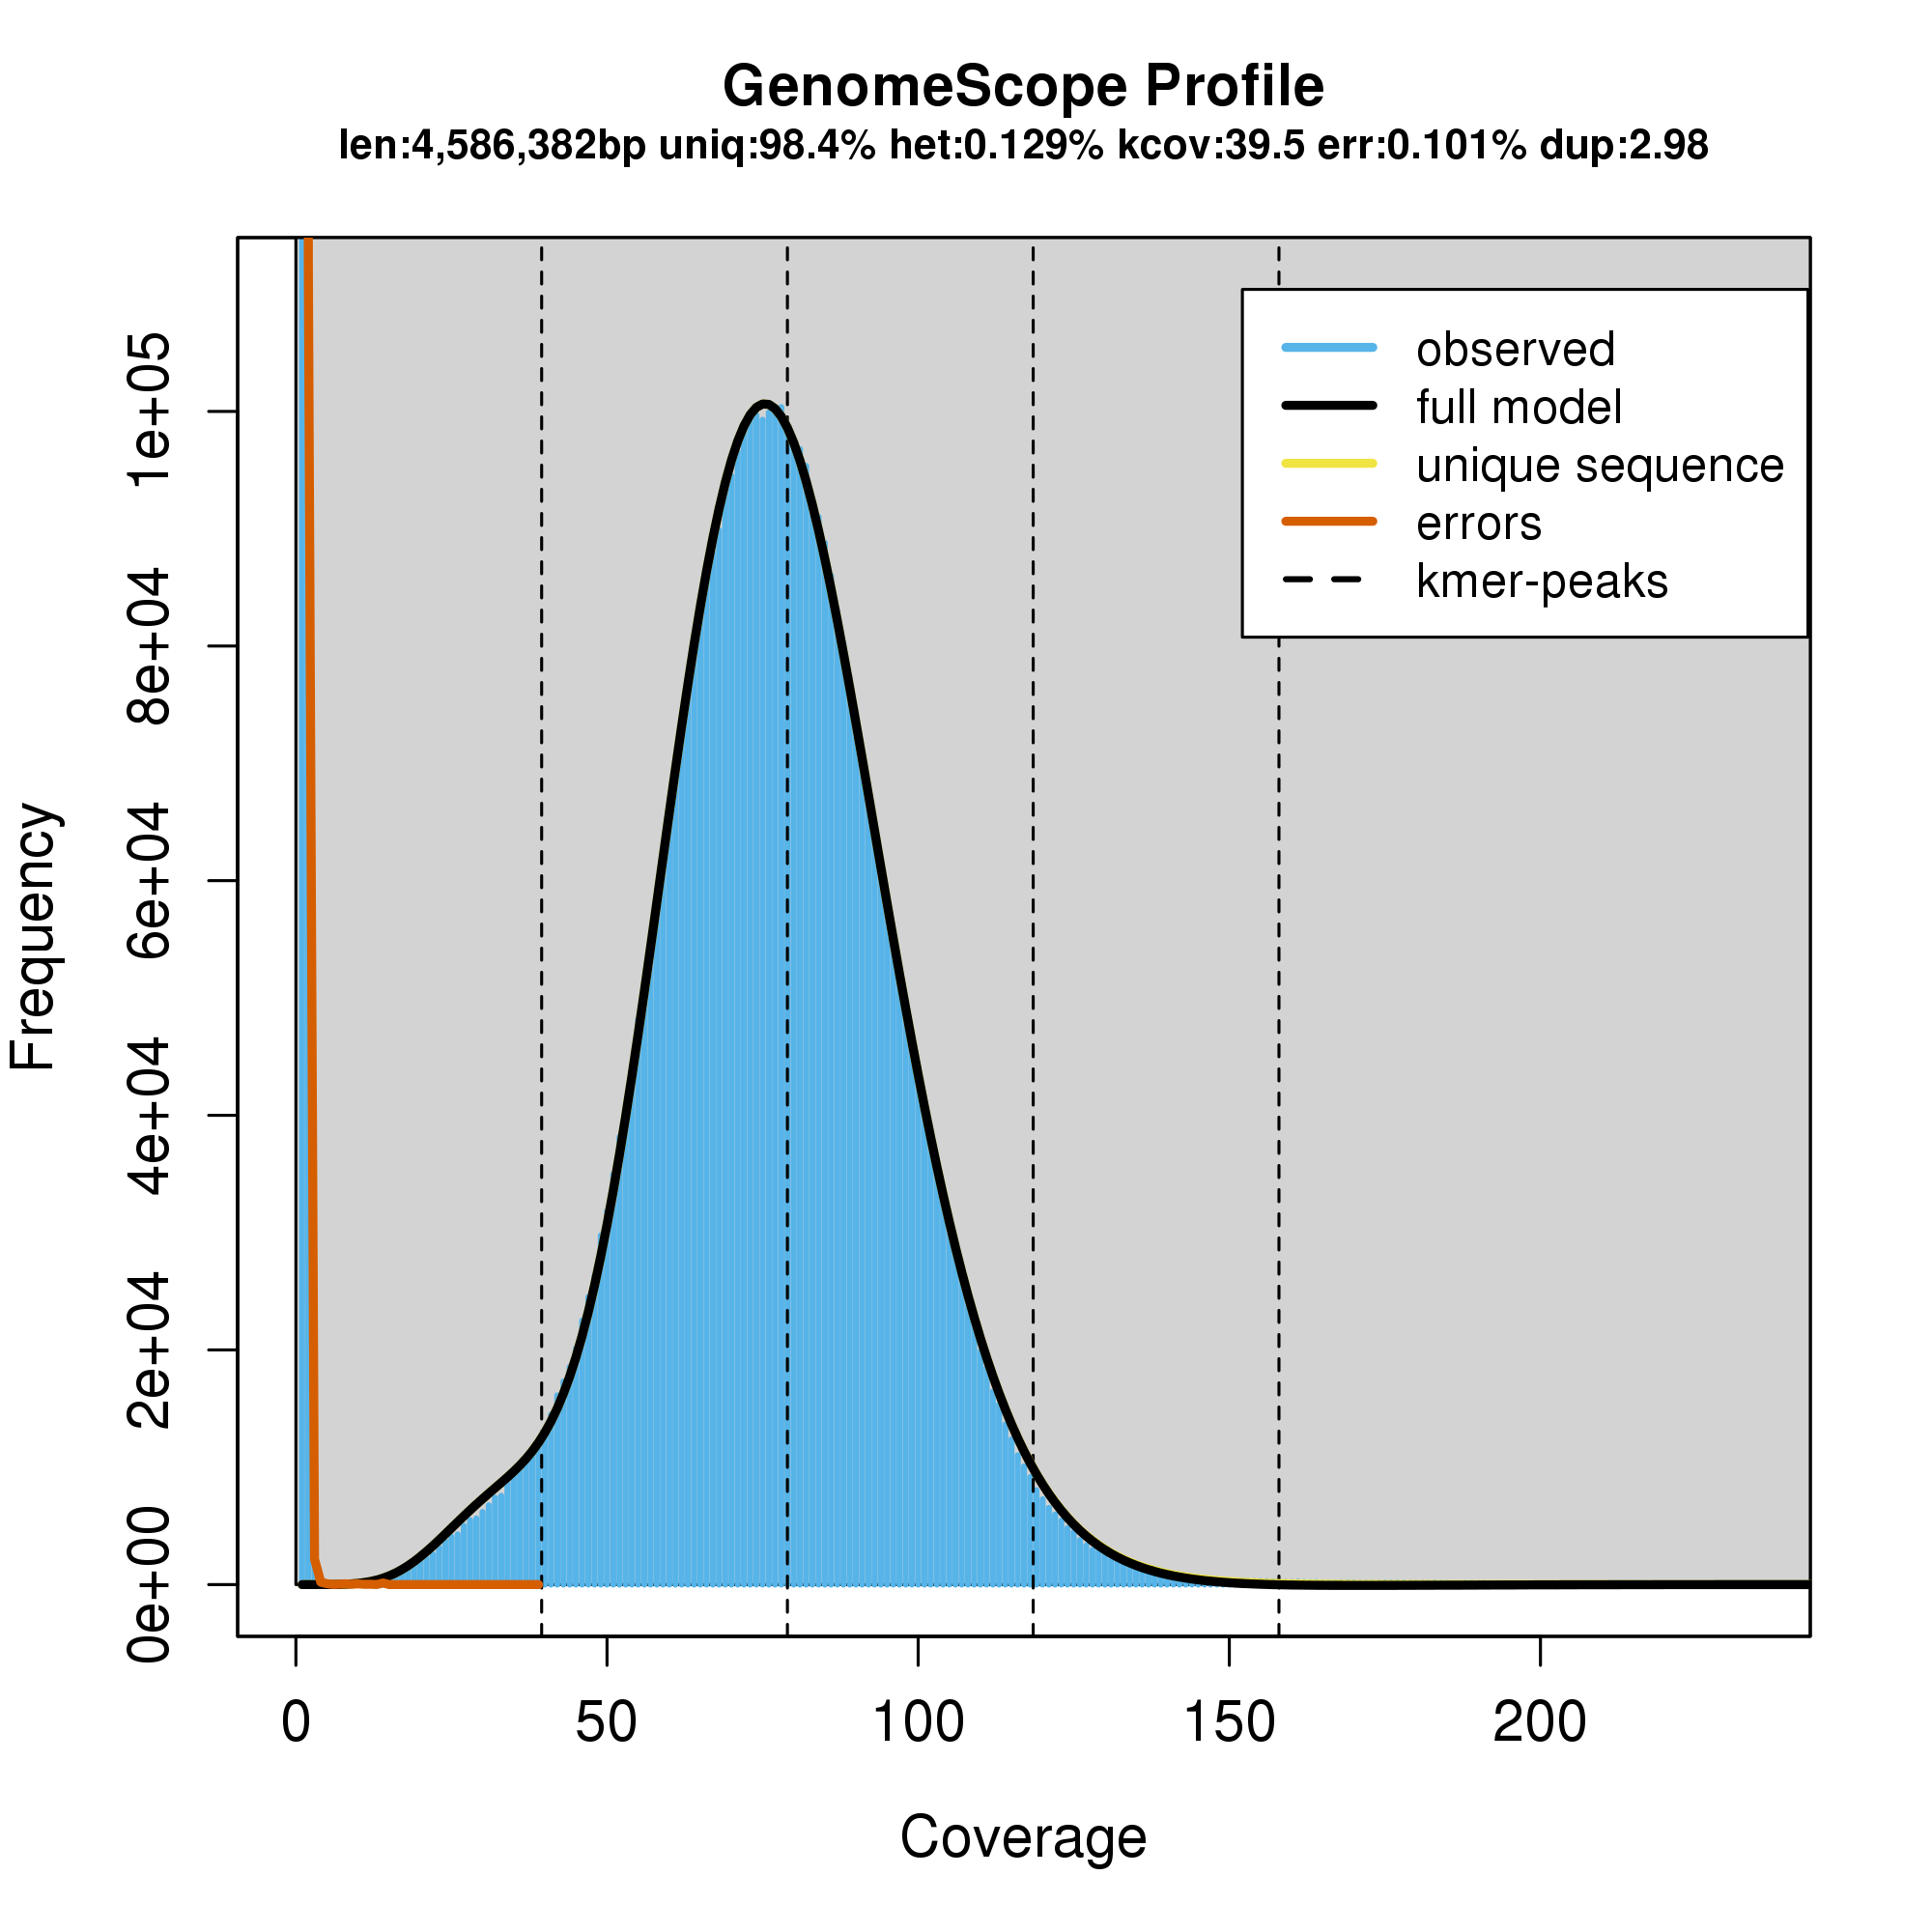 GenomeScope Profile
len:4,586,382bp uniq:98.4% het:0.129% kcov:39.5 err:0.101% dup:2.98
observed
full model
unique sequence
errors
kmer-peaks
Frequency
1e+05
8e+04
6e+04
4e+04
2e+04
0e+00
0 50 100 150 200
Coverage